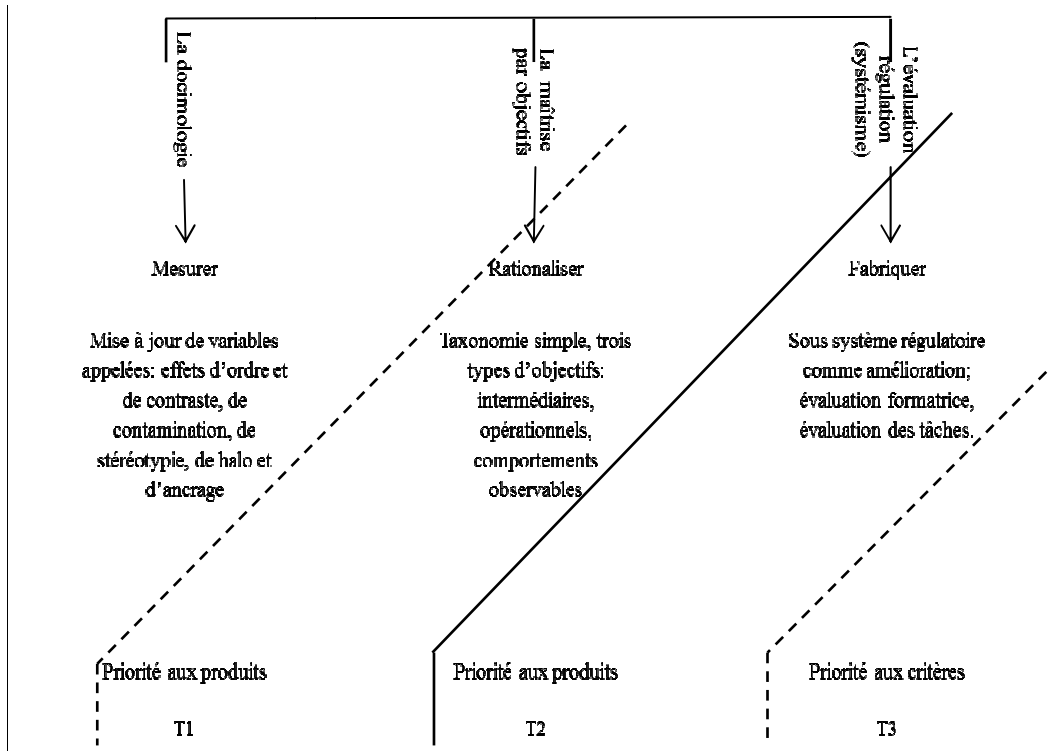 La docimologie
La maîtrise
par objectifs
L'évaluation
régulation
(systémisme)
Mesurer
Rationaliser
Fabriquer
Mise à jour de variables
appelées: effets d'ordre et
de contraste, de
contamination, de
stéréotypie, de halo et
d'ancrage
Taxonomie simple, trois
types d'objectifs:
intermédiaires,
opérationnels,
comportements
observables
Sous système régulatoire
comme amélioration;
évaluation formatrice,
évaluation des tâches.
Priorité aux produits
Priorité aux produits
Priorité aux critères
T1
T2
T3